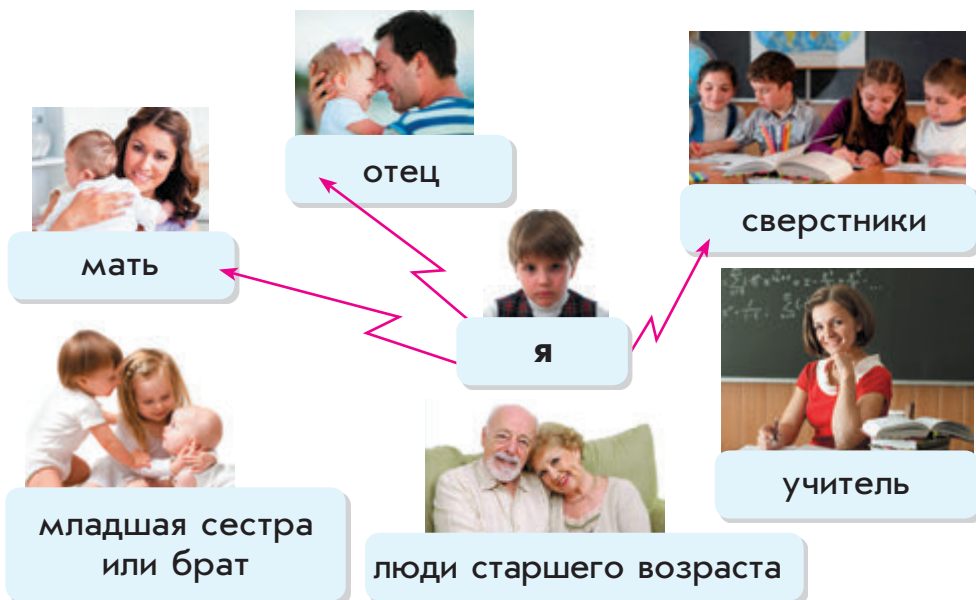 отец
сверстники
мать
я
учитель
младшая сестра
или брат
люди старшего возраста